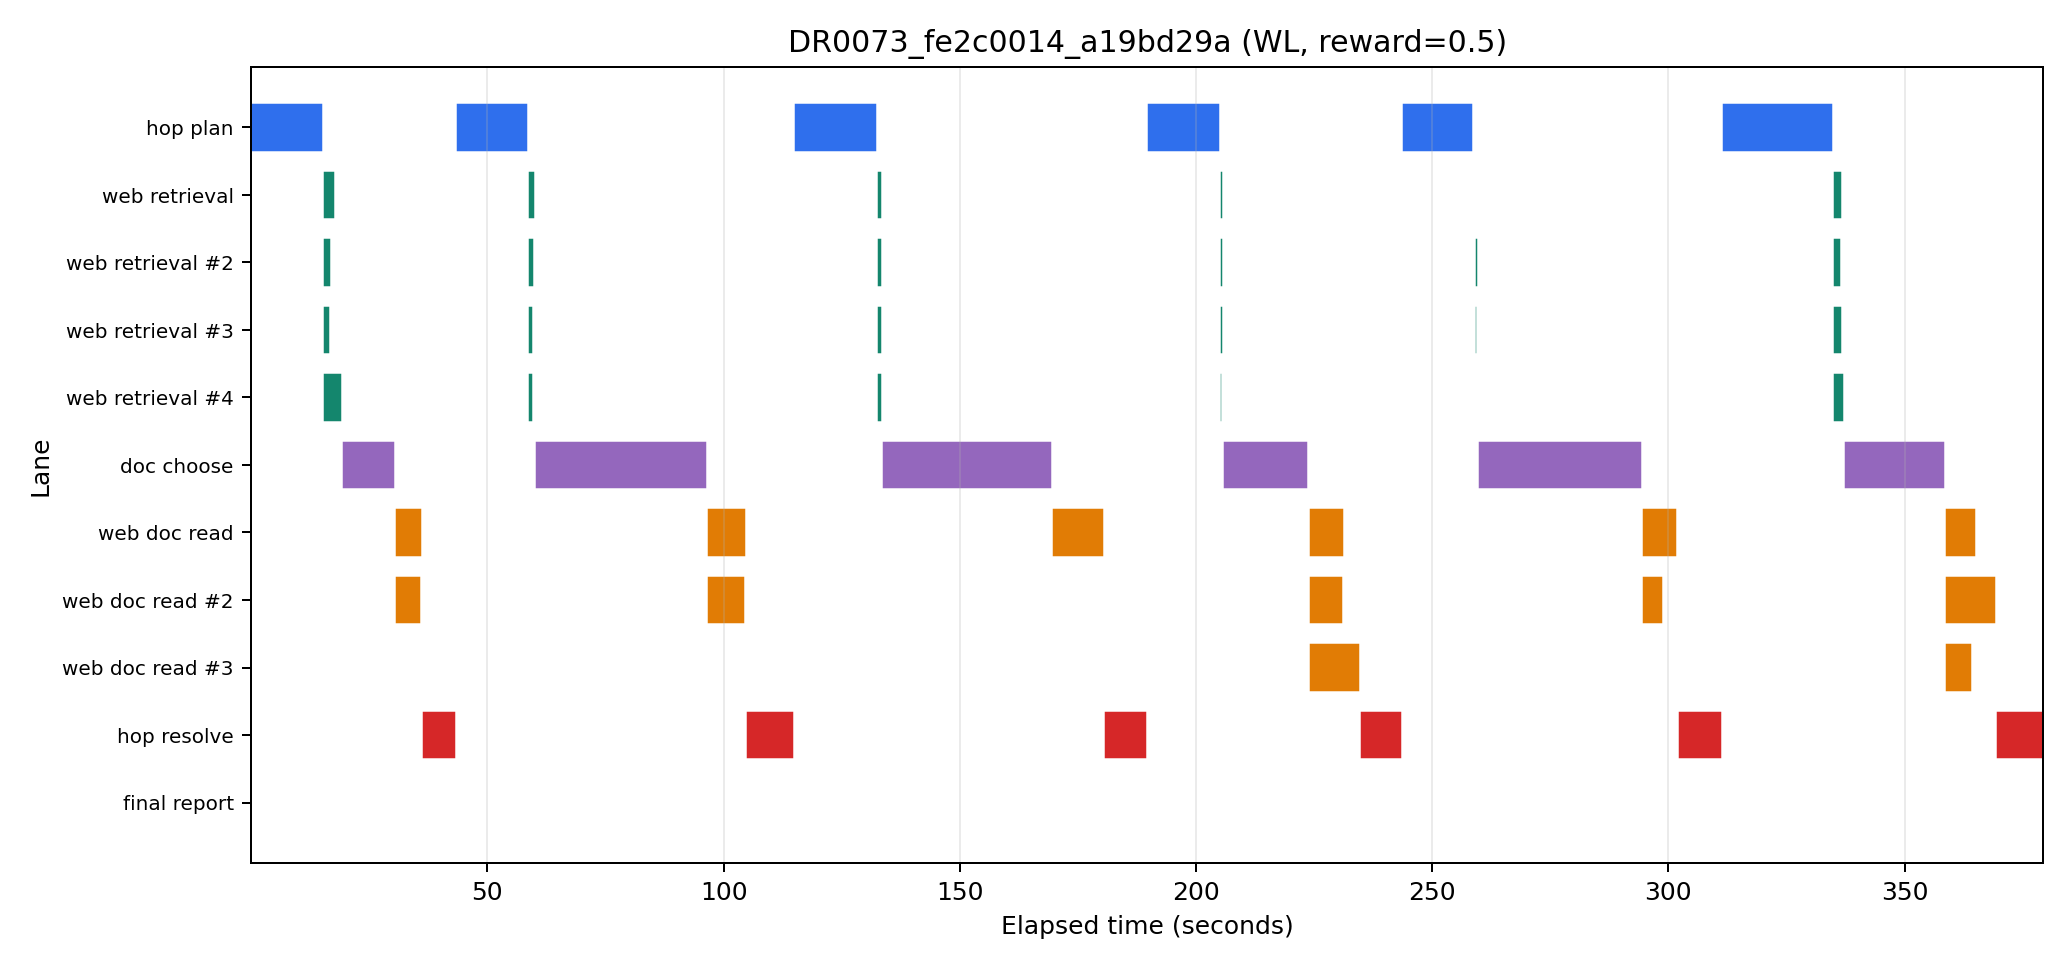 DR0073_fe2c0014_a19bd29a (WL, reward=0.5)
Lane
hop plan
web retrieval
web retrieval #2
web retrieval #3
web retrieval #4
doc choose
web doc read
web doc read #2
web doc read #3
hop resolve
final report
50 100 150 200 250 300 350
Elapsed time (seconds)